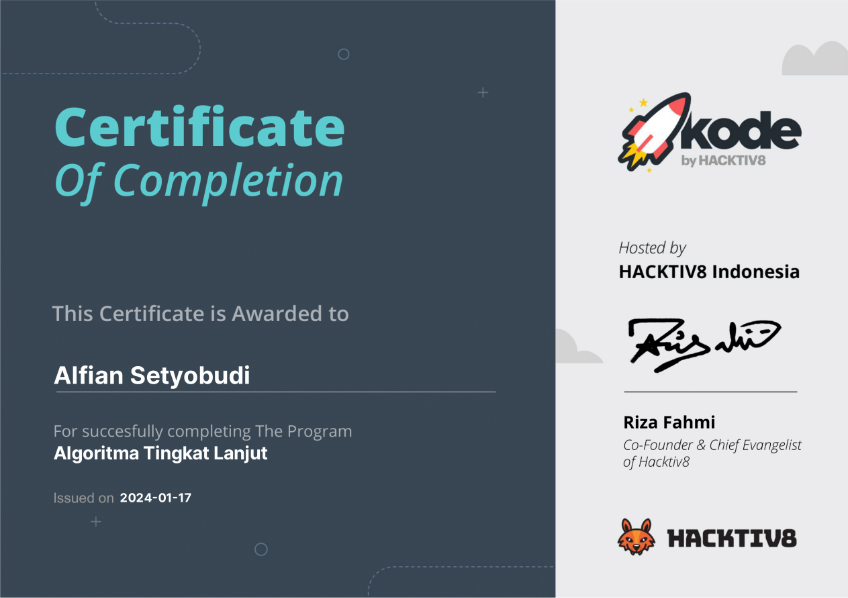 Certificate
Of Completion
This Certificate is Awarded to
Alfian Setyobudi
For succesfully completing The Program
Algoritma Tingkat Lanjut
Issued on 2024-01-17
kode
by HACKTIV8
Hosted by
HACKTIV8 Indonesia
Riza Fahmi
Co-Founder & Chief Evangelist
of Hacktiv8
HACKTIV8